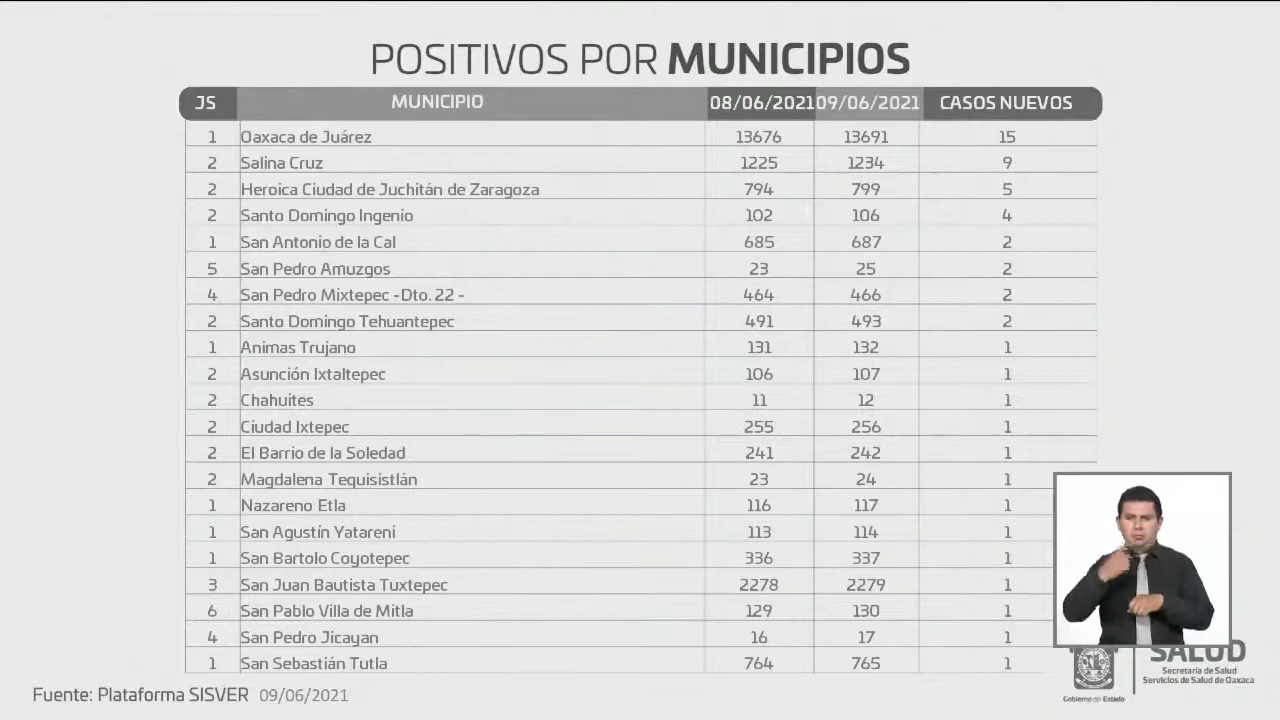 POSITIVOS POR MUNICIPIOS
JS MUNICIPIO 08/06/2021 09/06/2021 CASOS NUEVOS
1 Oaxaca de Juárez 13676 13691 15
2 Salina Cruz 1225 1234 9
2 Heroica Ciudad de Juchitán de Zaragoza 794 799 5
2 Santo Domingo Ingenio 102 106 4
1 San Antonio de la Cal 685 687 2
5 San Pedro Amuzgos 23 25 2
4 San Pedro Mixtepec -Dto. 22 - 464 466 2
2 Santo Domingo Tehuantepec 491 493 2
1 Animas Trujano 131 132 1
2 Asunción Ixtaltepec 106 107 1
2 Chahuites 11 12 1
2 Ciudad Ixtepec 255 256 1
2 El Barrio de la Soledad 241 242 1
2 Magdalena Tequisistlán 23 24 1
1 Nazareno Etla 116 117 1
1 San Agustín Yatareni 113 114 1
1 San Bartolo Coyotepec 336 337 1
3 San Juan Bautista Tuxtepec 2278 2279 1
6 San Pablo Villa de Mitla 129 130 1
4 San Pedro Jicayan 16 17 1
1 San Sebastián Tutla 764 765 1
SALUD
Secretaría de Salud
Servicios de Salud de Oaxaca
Gobierno del Estado
Fuente: Plataforma SISVER 09/06/2021